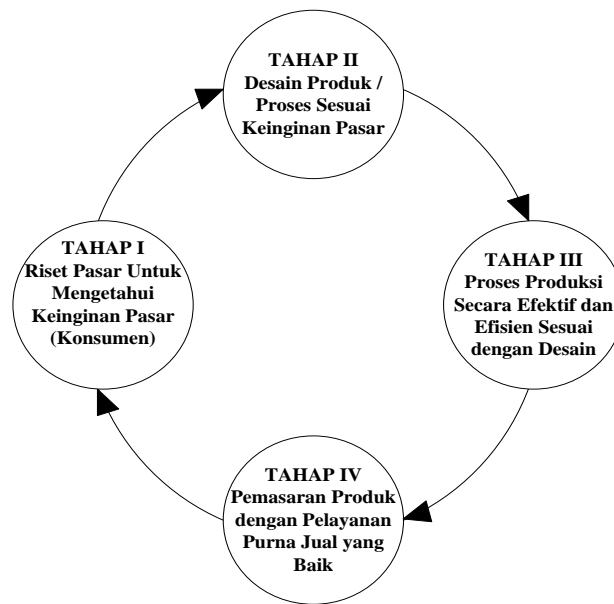 TAHAP II
Desain Produk /
Proses Sesuai
Keinginan Pasar
TAHAP I
Riset Pasar Untuk
Mengetahui
Keinginan Pasar
(Konsumen)
TAHAP III
Proses Produksi
Secara Efektif dan
Efisien Sesuai
dengan Desain
TAHAP IV
Pemasaran Produk
dengan Pelayanan
Purna Jual yang
Baik